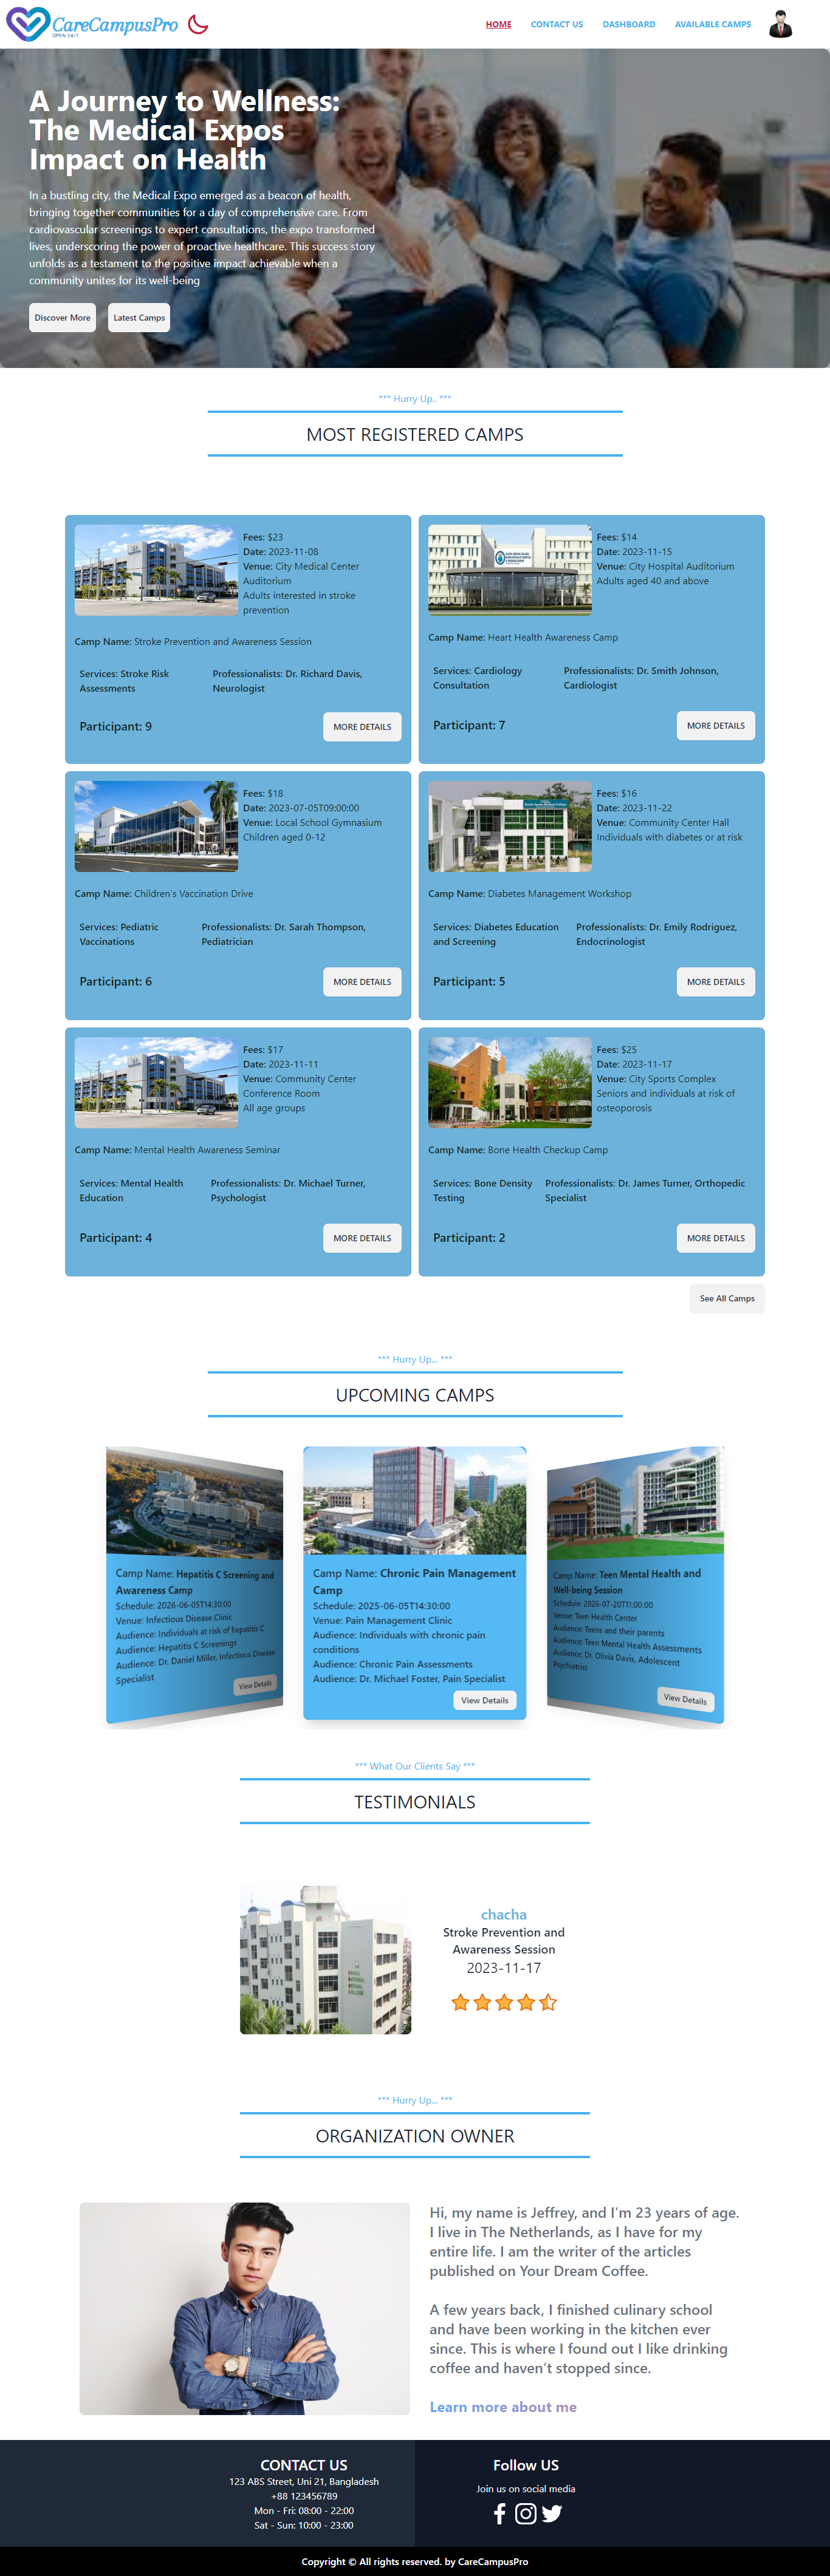 CareCampusPro
OPEN 24/7
HOME
CONTACT US
DASHBOARD
AVAILABLE CAMPS
A Journey to Wellness:
The Medical Expos
Impact on Health
In a bustling city, the Medical Expo emerged as a beacon of health,
bringing together communities for a day of comprehensive care. From
cardiovascular screenings to expert consultations, the expo transformed
lives, underscoring the power of proactive healthcare. This success story
unfolds as a testament to the positive impact achievable when a
community unites for its well-being
Discover More
Latest Camps
*** Hurry Up.. ***
MOST REGISTERED CAMPS
Fees: $23
Date: 2023-11-08
Venue: City Medical Center
Auditorium
Adults interested in stroke
prevention
Camp Name: Stroke Prevention and Awareness Session
Services: Stroke Risk
Assessments
Professionalists: Dr. Richard Davis,
Neurologist
Participant: 9
MORE DETAILS
Fees: $14
Date: 2023-11-15
Venue: City Hospital Auditorium
Adults aged 40 and above
Camp Name: Heart Health Awareness Camp
Services: Cardiology
Consultation
Professionalists: Dr. Smith Johnson,
Cardiologist
Participant: 7
MORE DETAILS
Fees: $18
Date: 2023-07-05T09:00:00
Venue: Local School Gymnasium
Children aged 0-12
Camp Name: Children's Vaccination Drive
Services: Pediatric
Vaccinations
Professionalists: Dr. Sarah Thompson,
Pediatrician
Participant: 6
MORE DETAILS
Fees: $16
Date: 2023-11-22
Venue: Community Center Hall
Individuals with diabetes or at risk
Camp Name: Diabetes Management Workshop
Services: Diabetes Education
and Screening
Professionalists: Dr. Emily Rodriguez,
Endocrinologist
Participant: 5
MORE DETAILS
Fees: $17
Date: 2023-11-11
Venue: Community Center
Conference Room
All age groups
Camp Name: Mental Health Awareness Seminar
Services: Mental Health
Education
Professionalists: Dr. Michael Turner,
Psychologist
Participant: 4
MORE DETAILS
Fees: $25
Date: 2023-11-17
Venue: City Sports Complex
Seniors and individuals at risk of
osteoporosis
Camp Name: Bone Health Checkup Camp
Services: Bone Density
Testing
Professionalists: Dr. James Turner, Orthopedic
Specialist
Participant: 2
MORE DETAILS
See All Camps
*** Hurry Up... ***
UPCOMING CAMPS
Camp Name: Hepatitis C Screening and
Awareness Camp
Schedule: 2026-06-05T14:30:00
Venue: Infectious Disease Clinic
Audience: Individuals at risk of hepatitis C
Audience: Hepatitis C Screenings
Audience: Dr. Daniel Miller, Infectious Disease
Specialist
View Details
Camp Name: Chronic Pain Management
Camp
Schedule: 2025-06-05T14:30:00
Venue: Pain Management Clinic
Audience: Individuals with chronic pain
conditions
Audience: Chronic Pain Assessments
Audience: Dr. Michael Foster, Pain Specialist
View Details
Camp Name: Teen Mental Health and
Well-being Session
Schedule: 2026-07-20T11:00:00
Venue: Teen Health Center
Audience: Teens and their parents
Audience: Teen Mental Health Assessments
Audience: Dr. Olivia Davis, Adolescent
Psychiatrist
View Details
*** What Our Clients Say ***
TESTIMONIALS
chacha
Stroke Prevention and
Awareness Session
2023-11-17
*** Hurry Up... ***
ORGANIZATION OWNER
Hi, my name is Jeffrey, and I'm 23 years of age.
I live in The Netherlands, as I have for my
entire life. I am the writer of the articles
published on Your Dream Coffee.
A few years back, I finished culinary school
and have been working in the kitchen ever
since. This is where I found out I like drinking
coffee and haven't stopped since.
Learn more about me
CONTACT US
123 ABS Street, Uni 21, Bangladesh
+88 123456789
Mon - Fri: 08:00 - 22:00
Sat - Sun: 10:00 - 23:00
Follow US
Join us on social media
Copyright © All rights reserved. by CareCampusPro